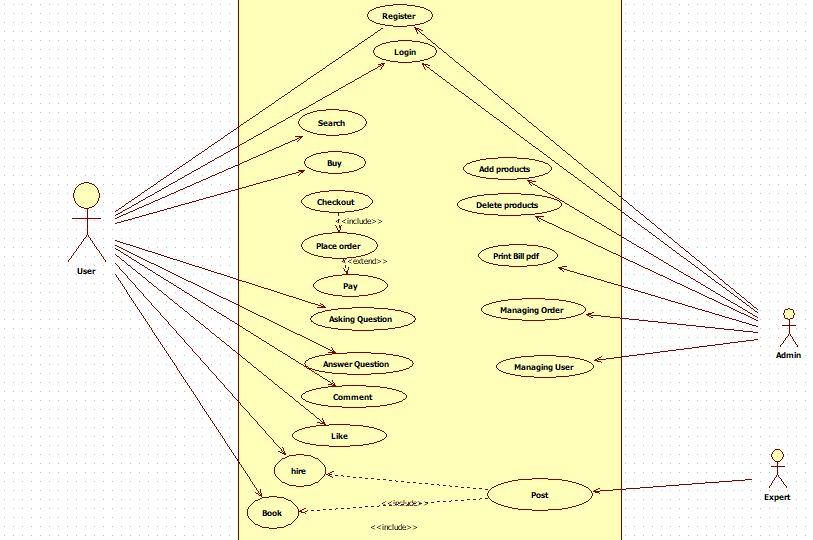 Register
Login
Search
Buy
Add products
Checkout
Delete products
<<include>>
Place order
Print Bill pdf
<<extend>>
Pay
User
Asking Question
Managing Order
Admin
Answer Question
Managing User
Comment
Like
hire
Post
Expert
<<include>>
Book
<<include>>